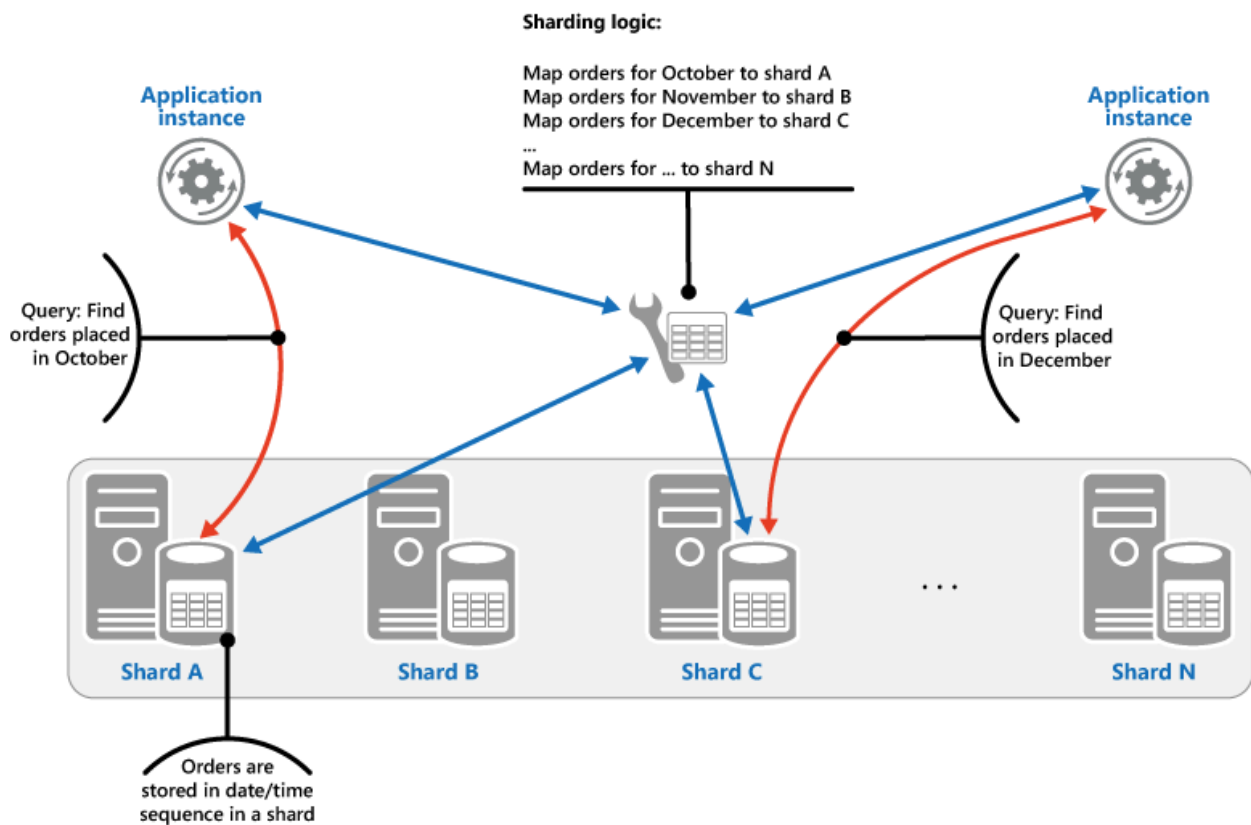 Sharding logic:
Map orders for October to shard A
Map orders for November to shard B
Map orders for December to shard C
...
Map orders for ... to shard N
Application
instance
Application
instance
Query: Find
orders placed
in October
Query: Find
orders placed
in December
Shard A
Shard B
Shard C
...
Shard N
Orders are
stored in date/time
sequence in a shard